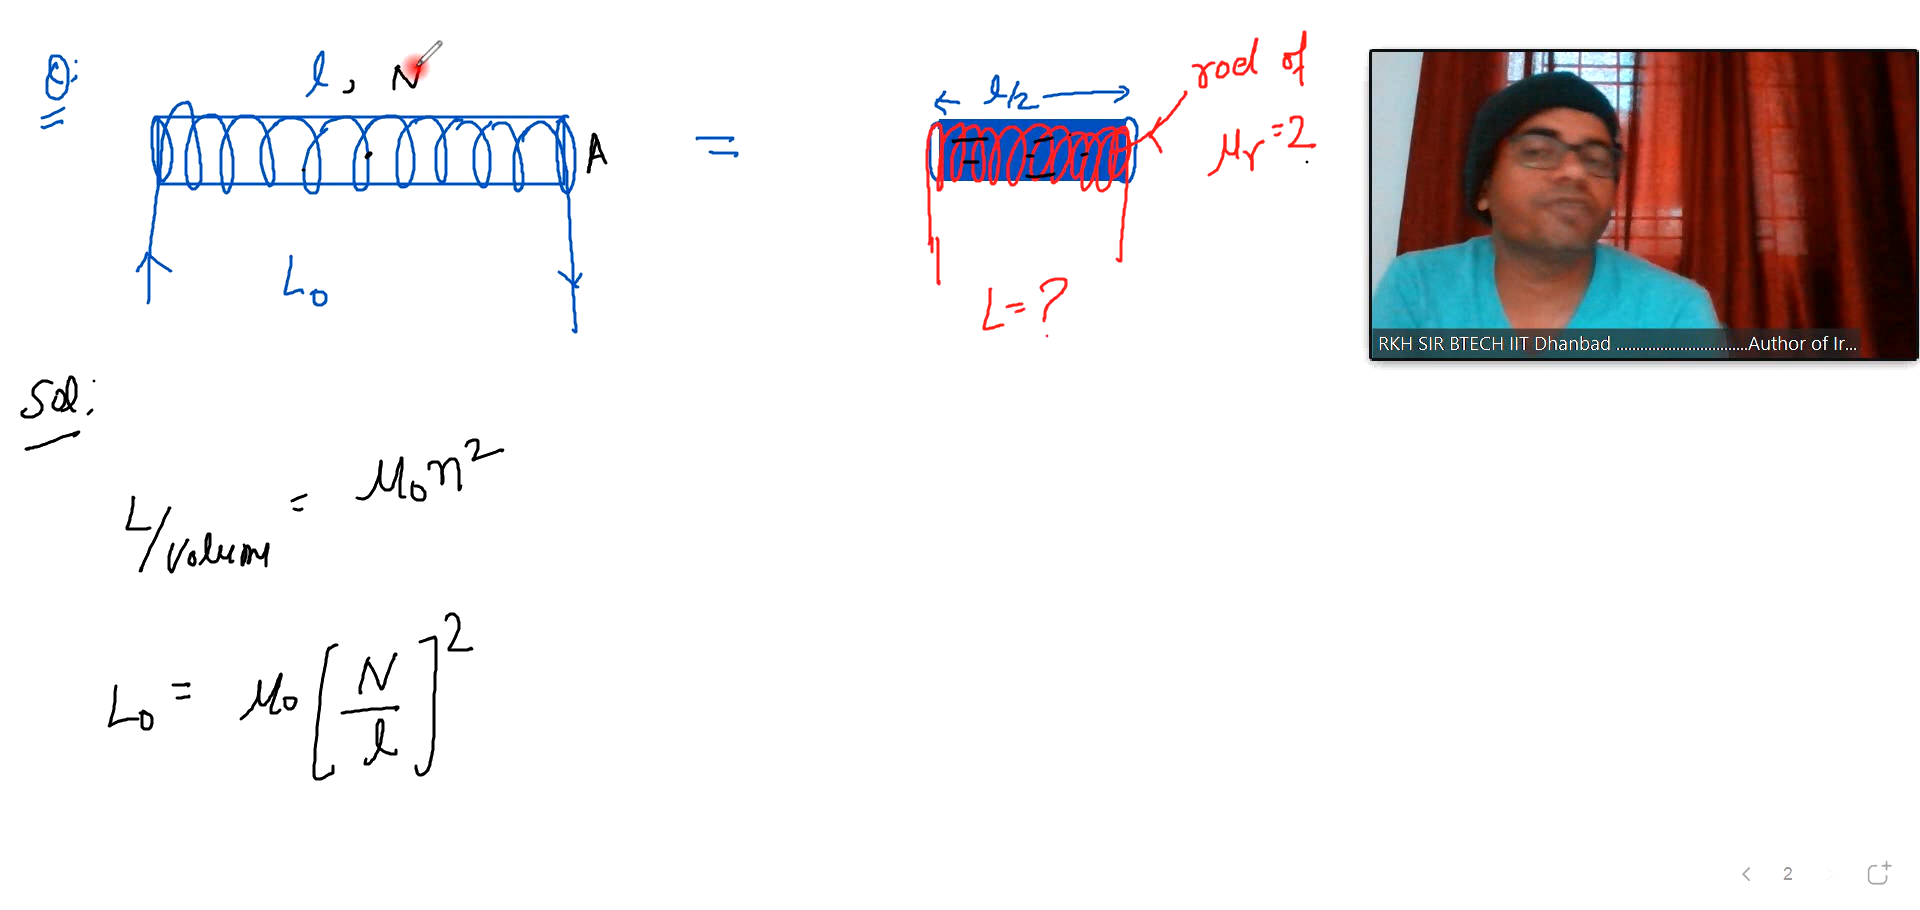 Q:
l, N
A
L₀
=
l/2
rod of
μr=2
L=?
RKH SIR BTECH IIT Dhanbad ..................................Author of Ir...
Sol:
L/volum = μ₀n²
L₀ = μ₀ [N/l]²
2